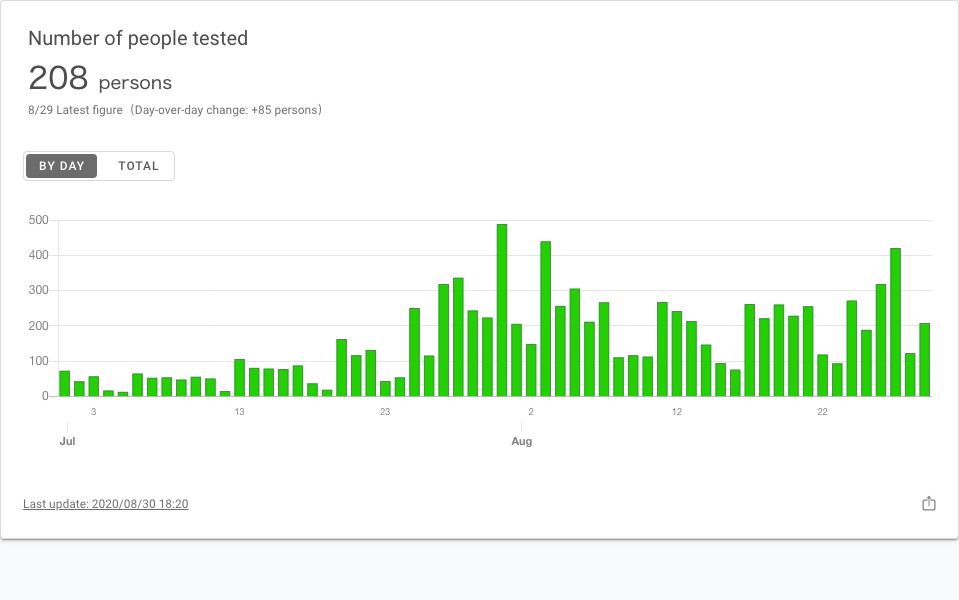 Number of people tested
208 persons
8/29 Latest figure（Day-over-day change: +85 persons）
BY DAY TOTAL
500
400
300
200
100
0
3 13 23 2 12 22
Jul Aug
Last update: 2020/08/30 18:20